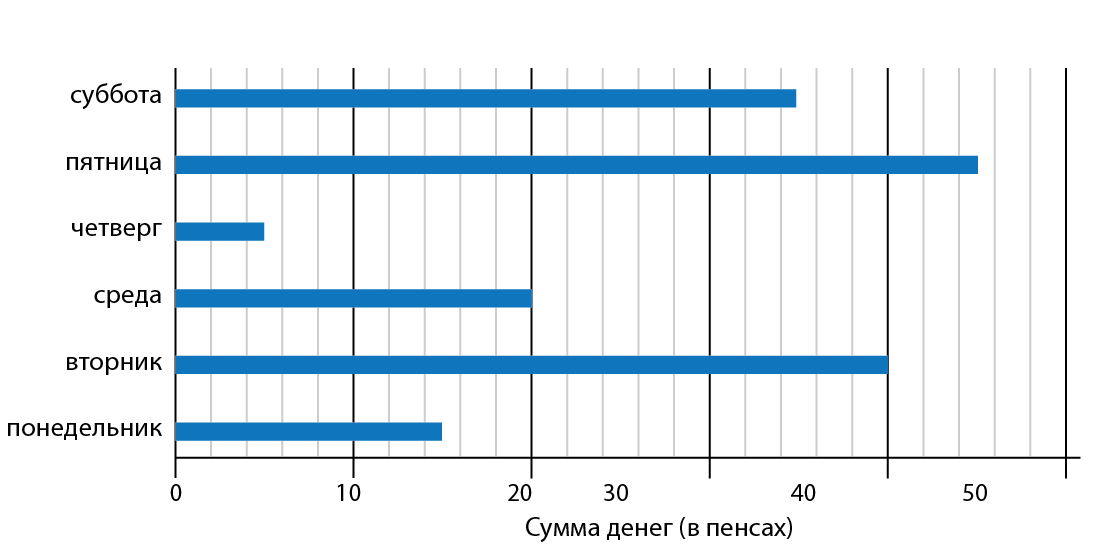 суббота
пятница
четверг
среда
вторник
понедельник
0 10 20 30 40 50
Сумма денег (в пенсах)